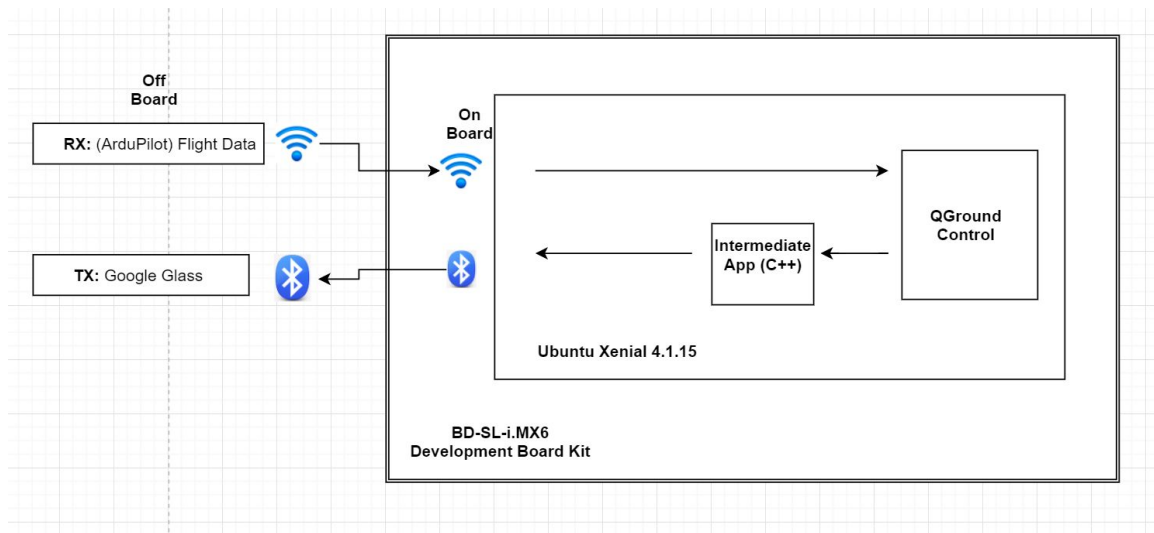 Off
Board
RX: (ArduPilot) Flight Data
On
Board
QGround
Control
Intermediate
App (C++)
TX: Google Glass
Ubuntu Xenial 4.1.15
BD-SL-i.MX6
Development Board Kit